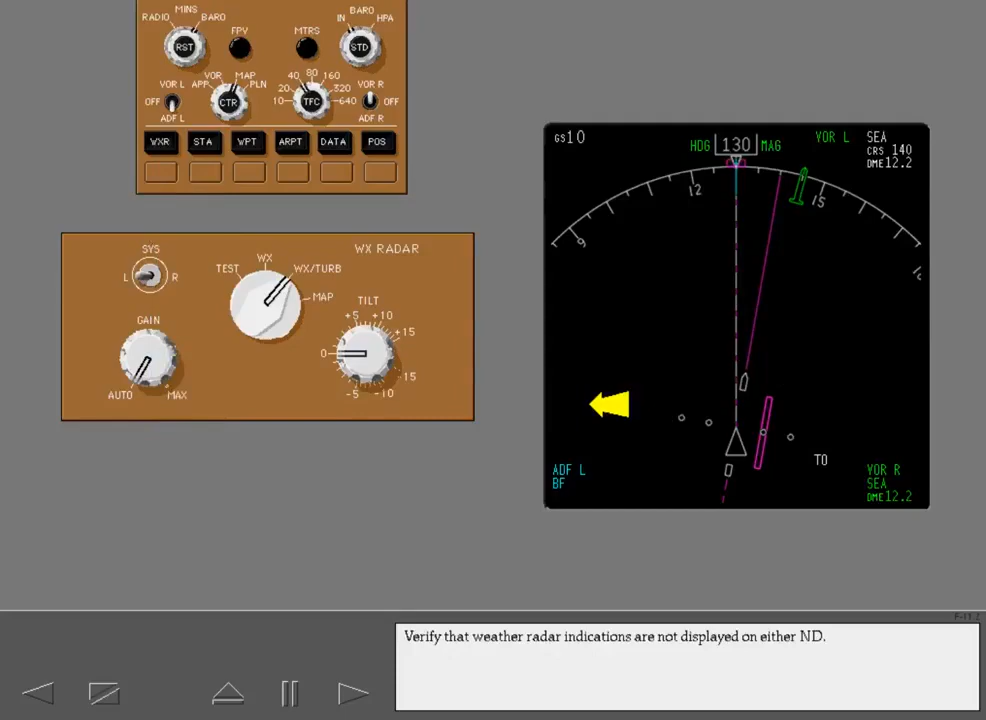 MINS
RADIO BARO
RST
FPV
MTRS
BARO
IN HPA
STD
VOR L
OFF
ADF L
APP VOR MAP PLN
CTR
10 20 40 80 160 320 640
TFC
VOR R
OFF
ADF R
WXR STA WPT ARPT DATA POS
WX RADAR
SYS
L R
TEST WX WX/TURB MAP
GAIN
AUTO MAX
TILT
+5 +10
+15
0
15
-5 -10
GS10
HDG 130 MAG
VOR L
SEA
CRS 140
DME12.2
9 12 15
TO
ADF L
BF
VOR R
SEA
DME12.2
Verify that weather radar indications are not displayed on either ND.